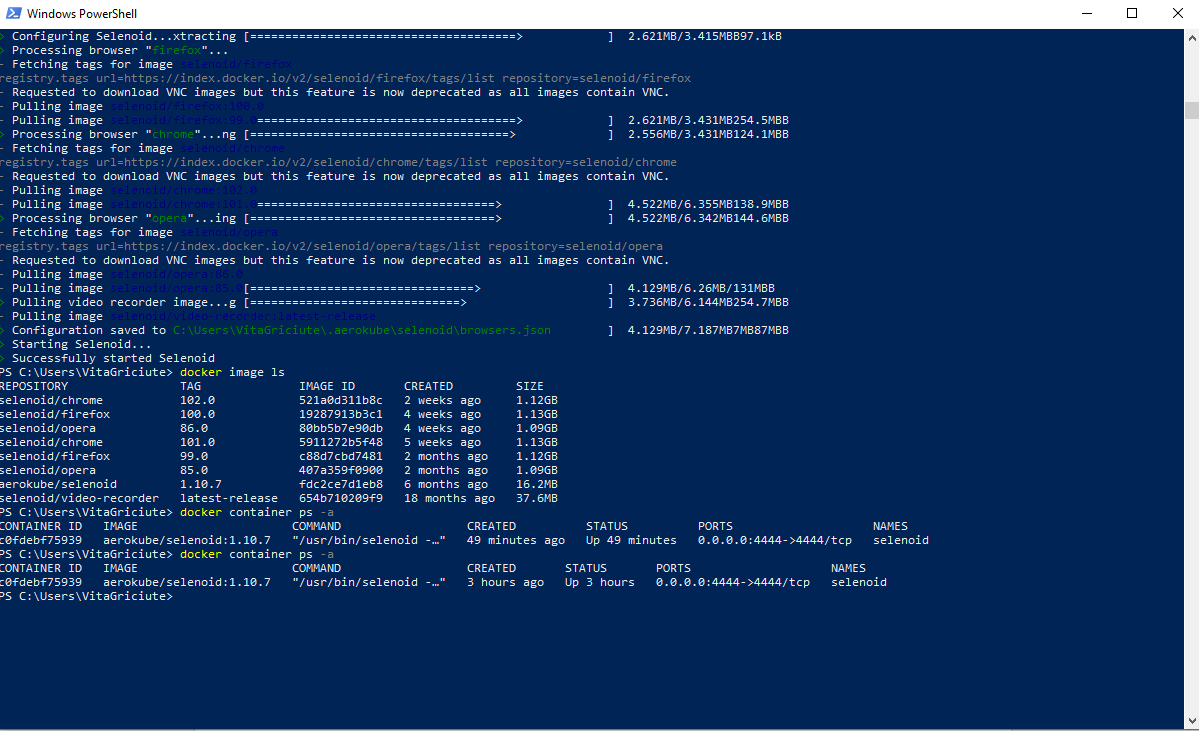 Windows PowerShell
> Configuring Selenoid...xtracting [=======================================>             ]  2.621MB/3.415MBB97.1kB
> Processing browser "firefox"...
- Fetching tags for image selenoid/firefox
registry.tags url=https://index.docker.io/v2/selenoid/firefox/tags/list repository=selenoid/firefox
- Requested to download VNC images but this feature is now deprecated as all images contain VNC.
- Pulling image selenoid/firefox:100.0
- Pulling image selenoid/firefox:99.0=====================================>            ]  2.621MB/3.431MB254.5MBB
> Processing browser "chrome"...ng [=====================================>              ]  2.556MB/3.431MB124.1MBB
- Fetching tags for image selenoid/chrome
registry.tags url=https://index.docker.io/v2/selenoid/chrome/tags/list repository=selenoid/chrome
- Requested to download VNC images but this feature is now deprecated as all images contain VNC.
- Pulling image selenoid/chrome:102.0
- Pulling image selenoid/chrome:101.0==================================>               ]  4.522MB/6.355MB138.9MBB
> Processing browser "opera"...ing [===================================>                ]  4.522MB/6.342MB144.6MBB
- Fetching tags for image selenoid/opera
registry.tags url=https://index.docker.io/v2/selenoid/opera/tags/list repository=selenoid/opera
- Requested to download VNC images but this feature is now deprecated as all images contain VNC.
- Pulling image selenoid/opera:86.0
- Pulling image selenoid/opera:85.0[================================>                   ]  4.129MB/6.26MB/131MBB
> Pulling video recorder image...g [==============================>                     ]  3.736MB/6.144MB254.7MBB
- Pulling image selenoid/video-recorder:latest-release
> Configuration saved to C:\Users\VitaGriciute\.aerokube\selenoid\browsers.json        ]  4.129MB/7.187MB7MB87MBB
> Starting Selenoid...
> Successfully started Selenoid
PS C:\Users\VitaGriciute> docker image ls
REPOSITORY                TAG              IMAGE ID       CREATED         SIZE
selenoid/chrome           102.0            521a0d311b8c   2 weeks ago     1.12GB
selenoid/firefox          100.0            19287913b3c1   4 weeks ago     1.13GB
selenoid/opera            86.0             80bb5b7e90db   4 weeks ago     1.09GB
selenoid/chrome           101.0            5911272b5f48   5 weeks ago     1.13GB
selenoid/firefox          99.0             c88d7cbd7481   2 months ago    1.12GB
selenoid/opera            85.0             407a359f0900   2 months ago    1.09GB
aerokube/selenoid         1.10.7           fdc2ce7d1eb8   6 months ago    16.2MB
selenoid/video-recorder   latest-release   654b710209f9   18 months ago   37.6MB
PS C:\Users\VitaGriciute> docker container ps -a
CONTAINER ID   IMAGE                      COMMAND                  CREATED          STATUS          PORTS                    NAMES
c0fdebf75939   aerokube/selenoid:1.10.7   "/usr/bin/selenoid -…"   49 minutes ago   Up 49 minutes   0.0.0.0:4444->4444/tcp   selenoid
PS C:\Users\VitaGriciute> docker container ps -a
CONTAINER ID   IMAGE                      COMMAND                  CREATED       STATUS       PORTS                    NAMES
c0fdebf75939   aerokube/selenoid:1.10.7   "/usr/bin/selenoid -…"   3 hours ago   Up 3 hours   0.0.0.0:4444->4444/tcp   selenoid
PS C:\Users\VitaGriciute>